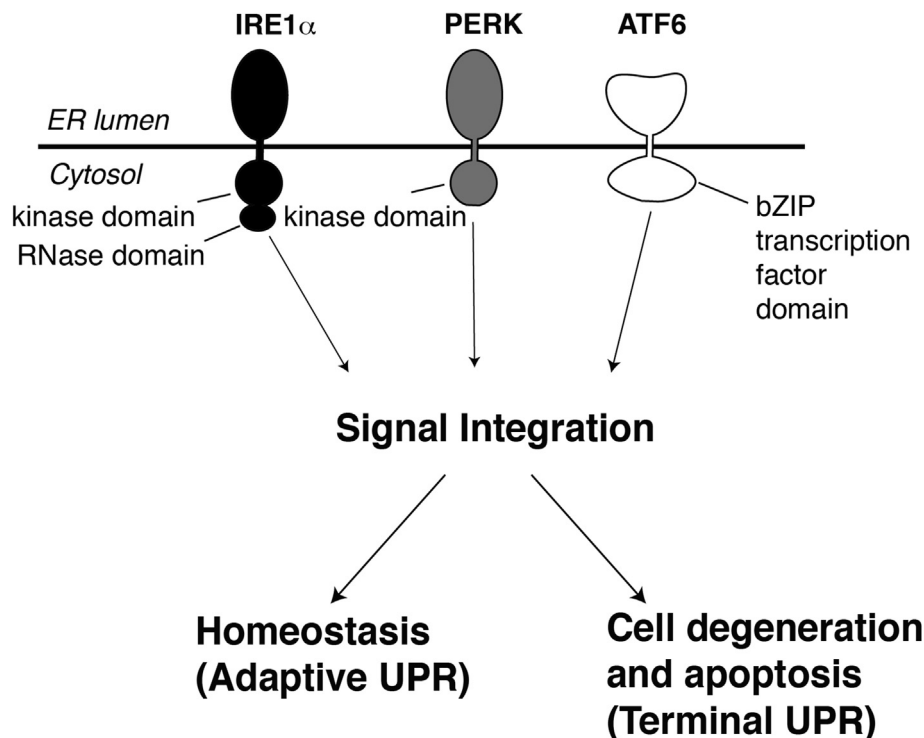 IRE1α PERK ATF6
ER lumen
Cytosol
kinase domain
RNase domain
kinase domain
bZIP
transcription
factor
domain
Signal Integration
Homeostasis
(Adaptive UPR)
Cell degeneration
and apoptosis
(Terminal UPR)